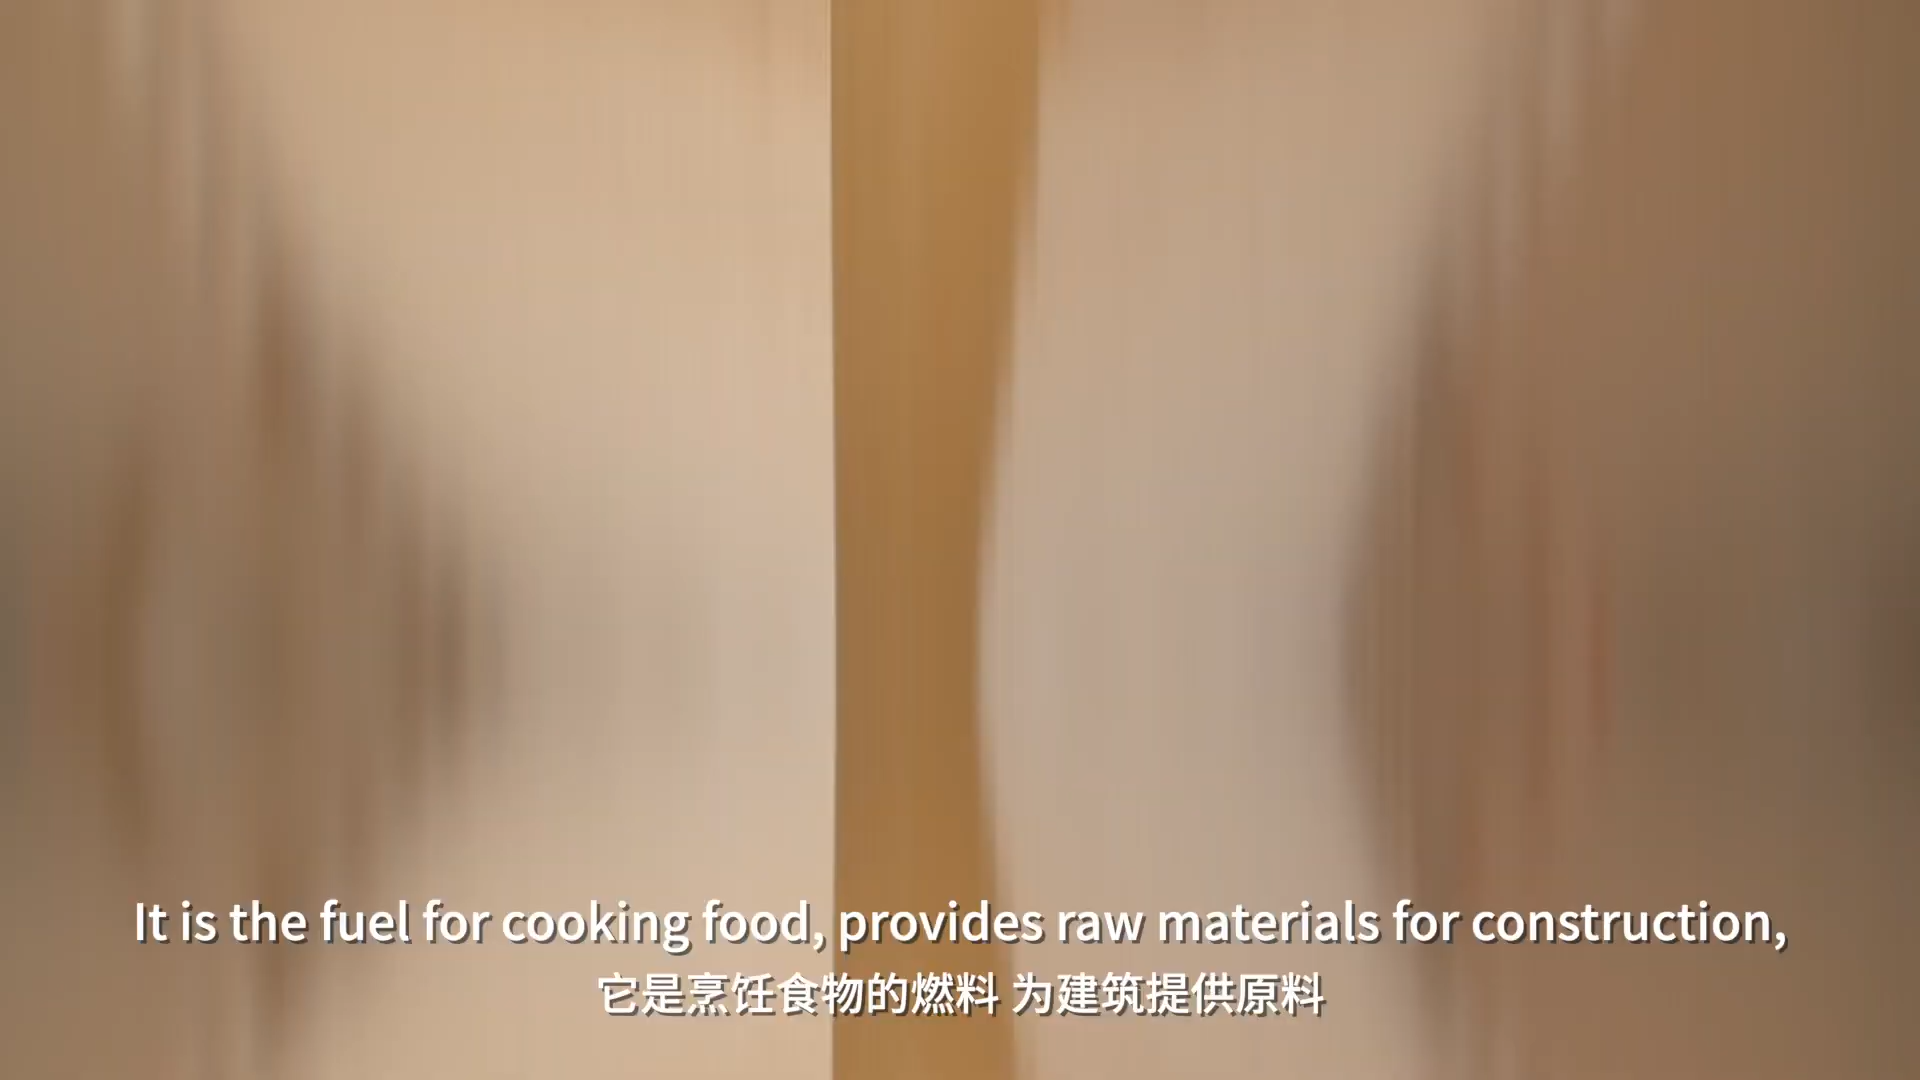 It is the fuel for cooking food, provides raw materials for construction,
它是烹饪食物的燃料 为建筑提供原料